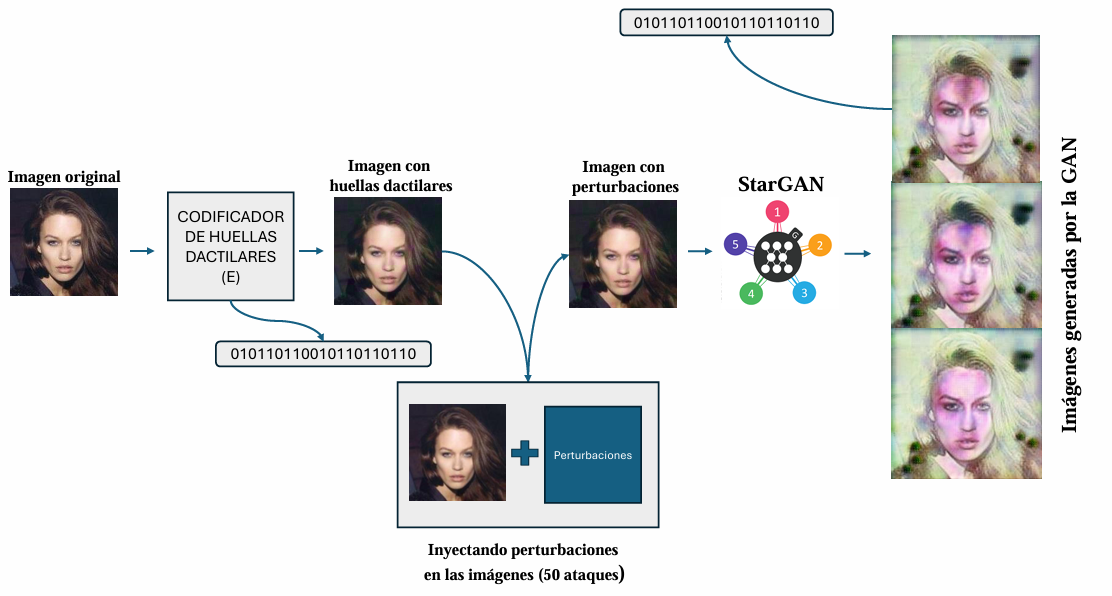 010110110010110110110
Imagen original
CODIFICADOR
DE HUELLAS
DACTILARES
(E)
010110110010110110110
Imagen con
huellas dactilares
Imagen con
perturbaciones
StarGAN
1
2
3
4
5
G
Perturbaciones
Inyectando perturbaciones
en las imágenes (50 ataques)
Imágenes generadas por la GAN